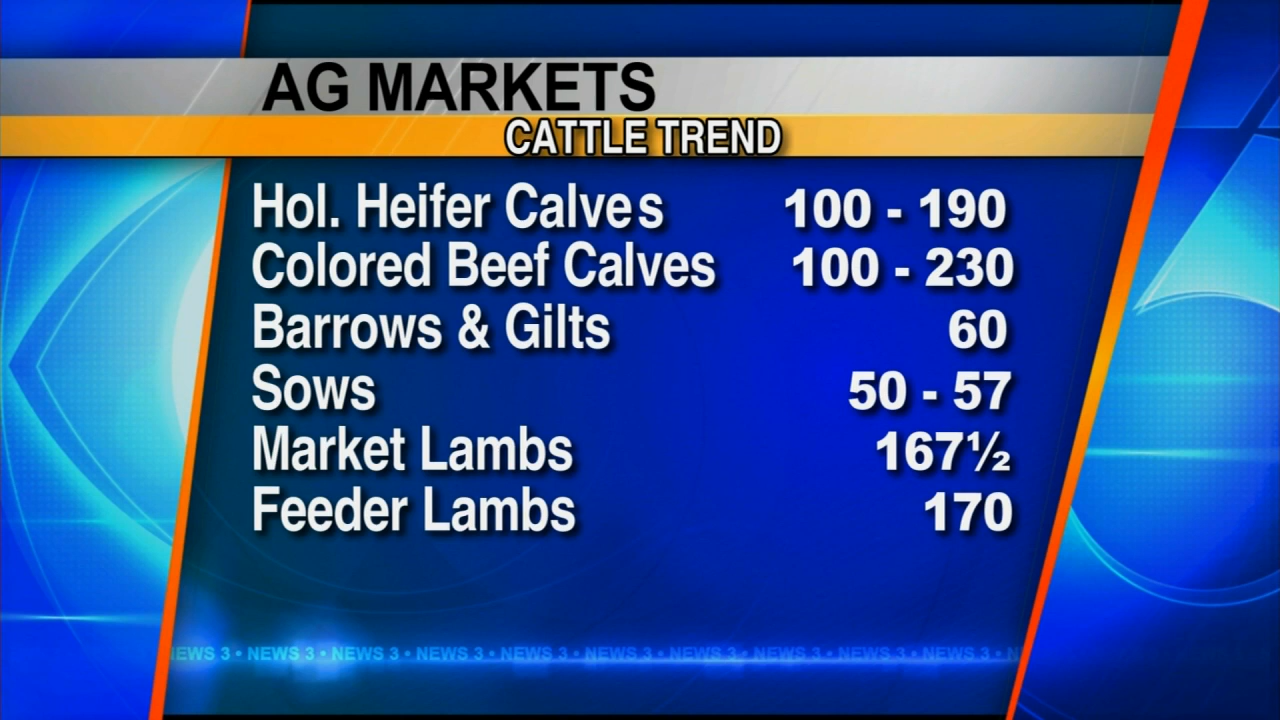 AG MARKETS
CATTLE TREND
Hol. Heifer Calves 100 - 190
Colored Beef Calves 100 - 230
Barrows & Gilts 60
Sows 50 - 57
Market Lambs 167½
Feeder Lambs 170
EWS 3 • NEWS 3 • NEWS 3 • NEWS 3 • NEWS 3 • NEWS 3 • NEWS 3 • NEWS 3 • NEWS 3 • NEWS 3 • N